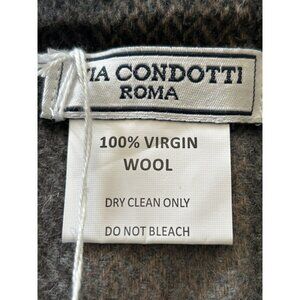 VIA CONDOTTI
ROMA
100% VIRGIN
WOOL
DRY CLEAN ONLY
DO NOT BLEACH